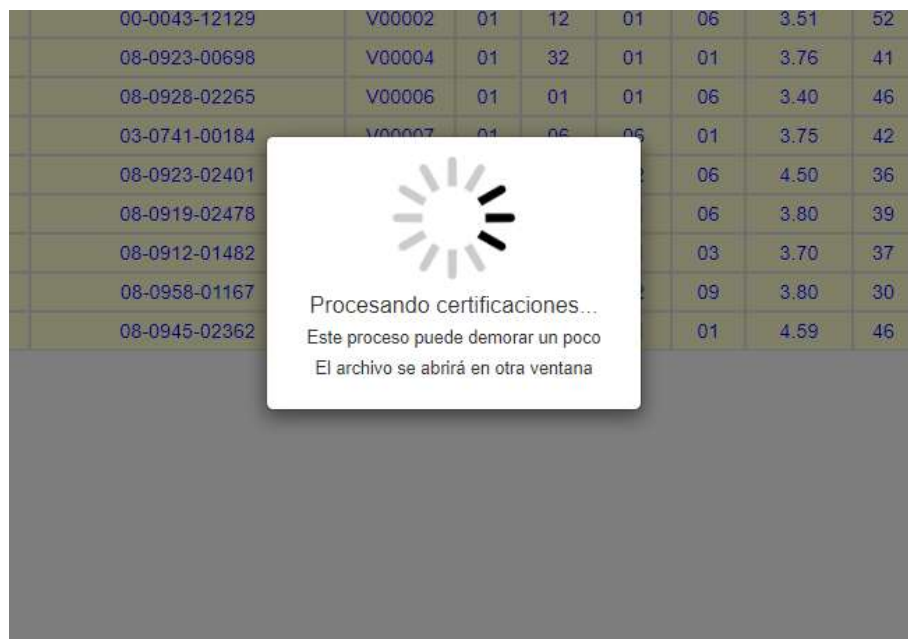 00-0043-12129 V00002 01 12 01 06 3.51 52
08-0923-00698 V00004 01 32 01 01 3.76 41
08-0928-02265 V00006 01 01 01 06 3.40 46
03-0741-00184 V00007 01 06 06 01 3.75 42
08-0923-02401 06 4.50 36
08-0919-02478 06 3.80 39
08-0912-01482 03 3.70 37
08-0958-01167 09 3.80 30
08-0945-02362 01 4.59 46
Procesando certificaciones...
Este proceso puede demorar un poco
El archivo se abrirá en otra ventana